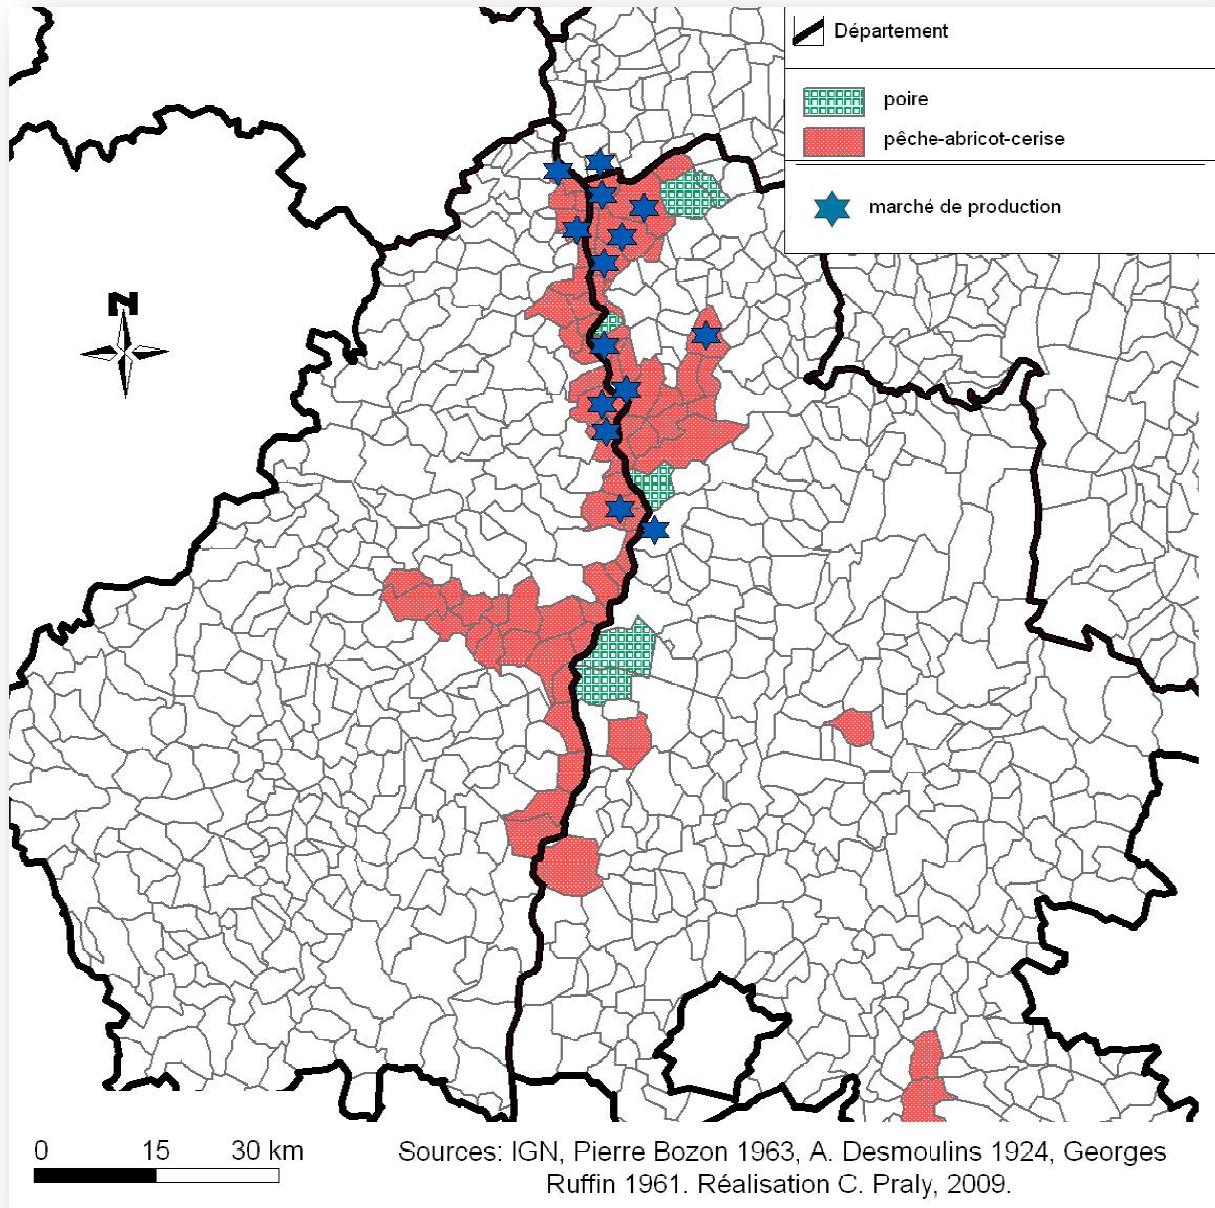 Département
poire
pêche-abricot-cerise
marché de production
N
0 15 30 km
Sources: IGN, Pierre Bozon 1963, A. Desmoulins 1924, Georges
Ruffin 1961. Réalisation C. Praly, 2009.